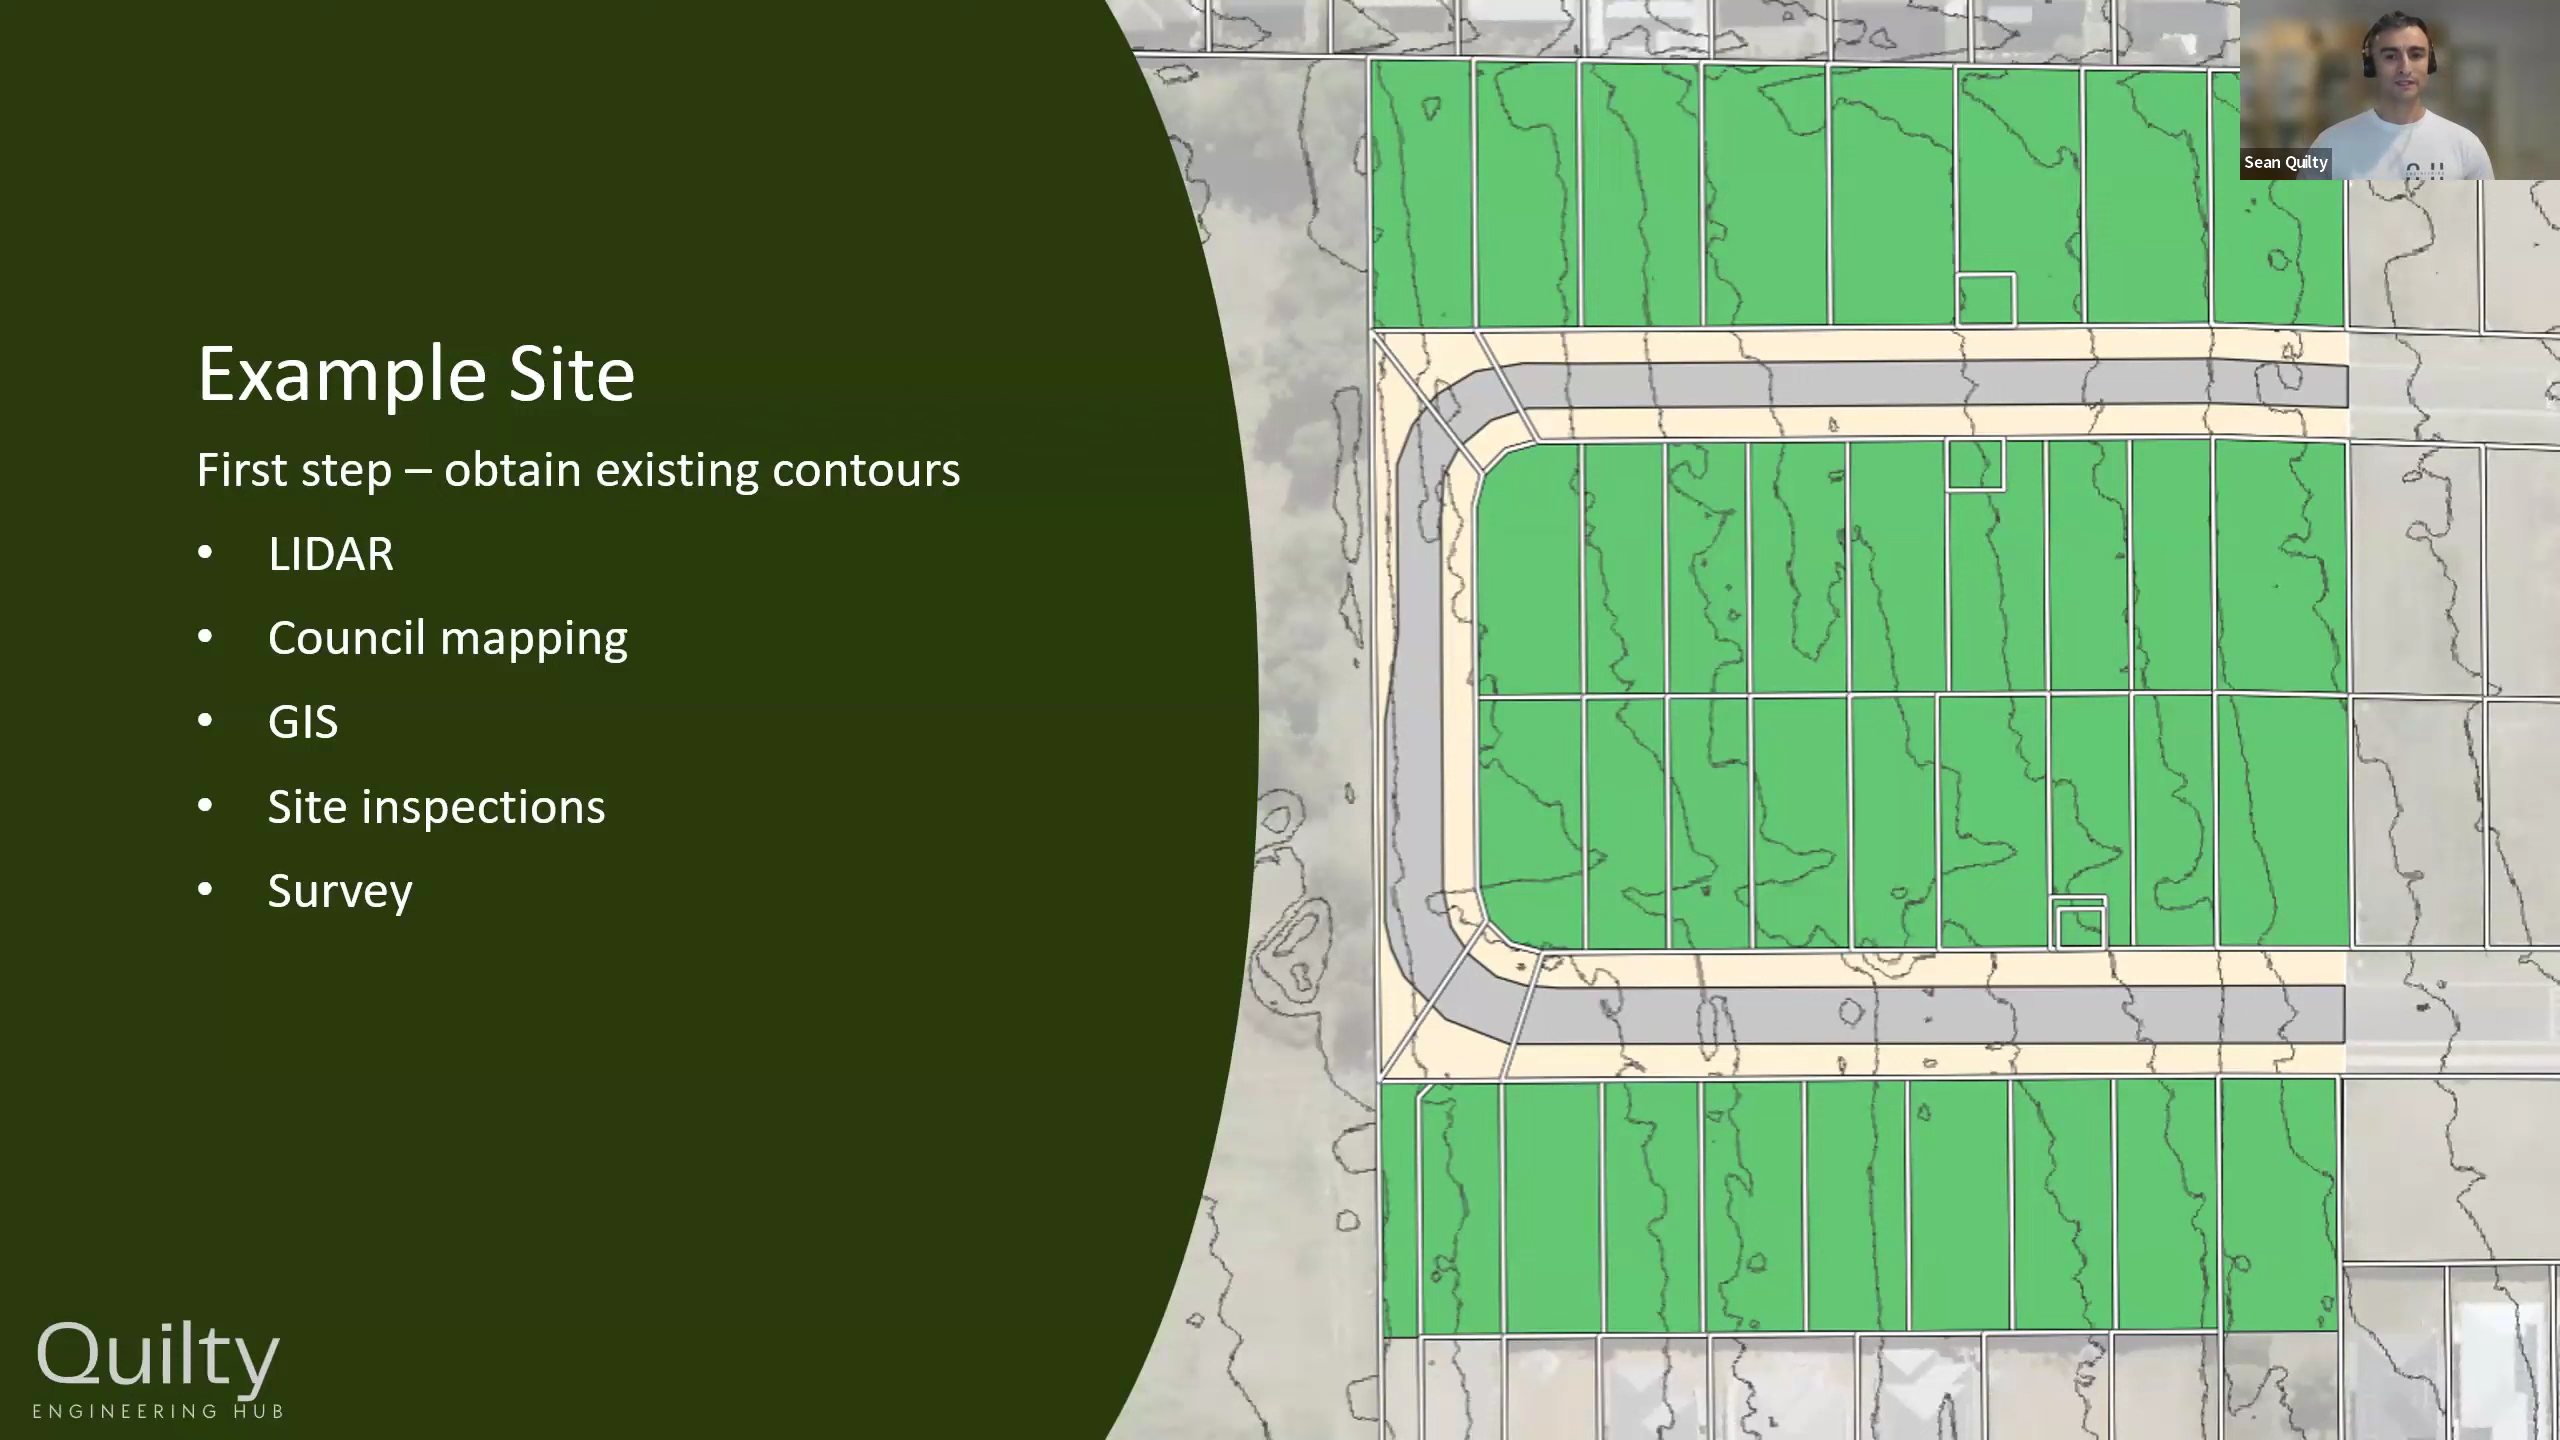 Example Site
First step – obtain existing contours
• LIDAR
• Council mapping
• GIS
• Site inspections
• Survey
Sean Quilty
Quilty
ENGINEERING HUB